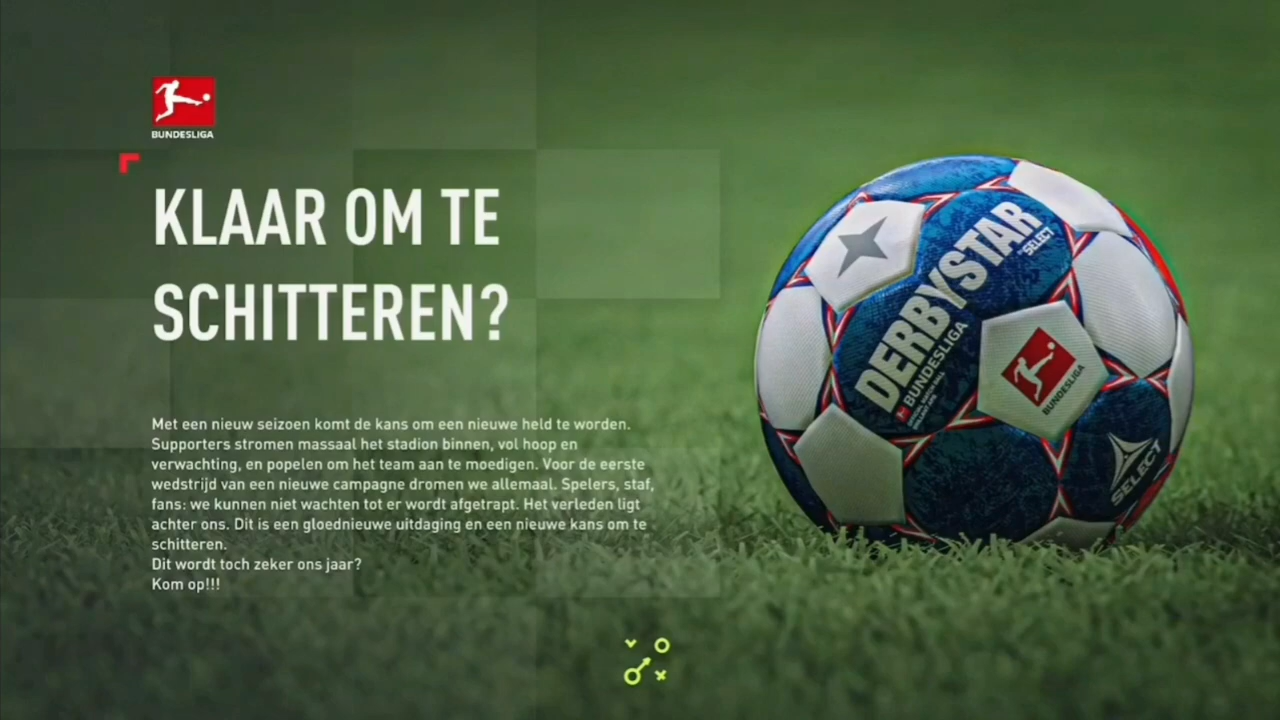 BUNDESLIGA
KLAAR OM TE
SCHITTEREN?
Met een nieuw seizoen komt de kans om een nieuwe held te worden.
Supporters stromen massaal het stadion binnen, vol hoop en
verwachting, en popelen om het team aan te moedigen. Voor de eerste
wedstrijd van een nieuwe campagne dromen we allemaal. Spelers, staf,
fans: we kunnen niet wachten tot er wordt afgetrapt. Het verleden ligt
achter ons. Dit is een gloednieuwe uitdaging en een nieuwe kans om te
schitteren.
Dit wordt toch zeker ons jaar?
Kom op!!!
DERBYSTAR
SELECT
BUNDESLIGA
BUNDESLIGA
SELECT